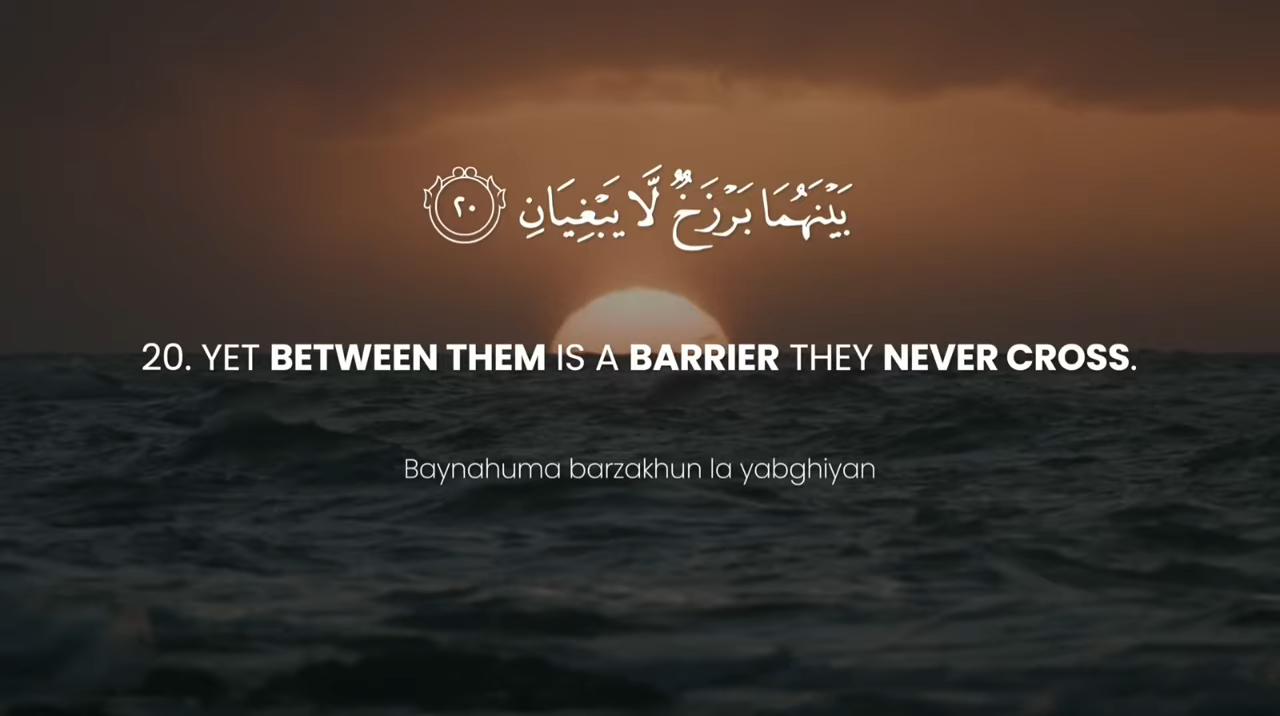 بَيْنَهُمَا بَرْزَخٌ لَّا يَبْغِيَانِ ٢٠
20. YET BETWEEN THEM IS A BARRIER THEY NEVER CROSS.
Baynahuma barzakhun la yabghiyan